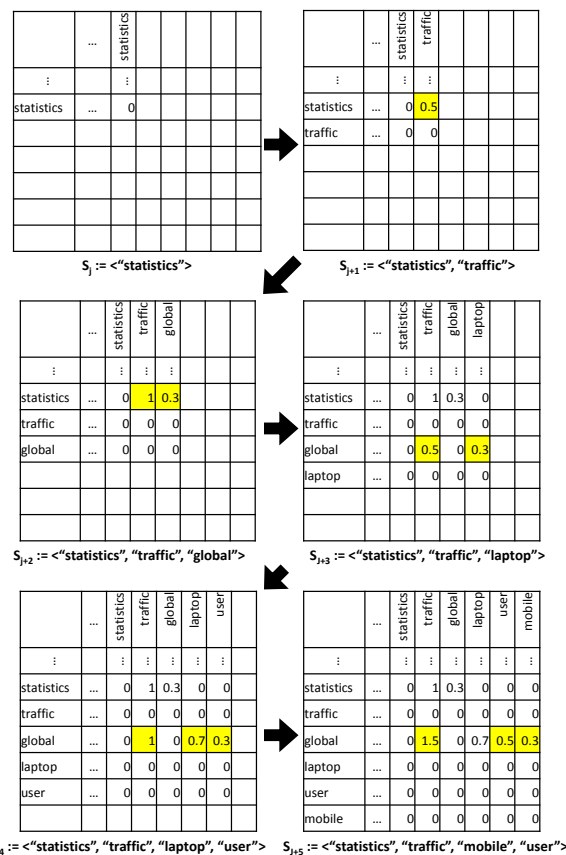 ... statistics
⋮ ⋮
statistics ... 0
S j := <“statistics”>
... statistics traffic
⋮ ⋮ ⋮
statistics ... 0 0.5
traffic ... 0 0
S j+1 := <“statistics”, “traffic”>
... statistics traffic global
⋮ ⋮ ⋮ ⋮
statistics ... 0 1 0.3
traffic ... 0 0 0
global ... 0 0 0
S j+2 := <“statistics”, “traffic”, “global”>
... statistics traffic global laptop
⋮ ⋮ ⋮ ⋮ ⋮
statistics ... 0 1 0.3 0
traffic ... 0 0 0 0
global ... 0 0.5 0 0.3
laptop ... 0 0 0 0
S J+3 := <“statistics”, “traffic”, “laptop”>
... statistics traffic global laptop user
⋮ ⋮ ⋮ ⋮ ⋮ ⋮
statistics ... 0 1 0.3 0 0
traffic ... 0 0 0 0 0
global ... 0 1 0 0.7 0.3
laptop ... 0 0 0 0 0
user ... 0 0 0 0 0
4 := <“statistics”, “traffic”, “laptop”, “user”>
... statistics traffic global laptop user mobile
⋮ ⋮ ⋮ ⋮ ⋮ ⋮ ⋮
statistics ... 0 1 0.3 0 0 0
traffic ... 0 0 0 0 0 0
global ... 0 1.5 0 0.7 0.5 0.3
laptop ... 0 0 0 0 0 0
user ... 0 0 0 0 0 0
mobile ... 0 0 0 0 0 0
S J+5 := <“statistics”, “traffic”, “mobile”, “user”>